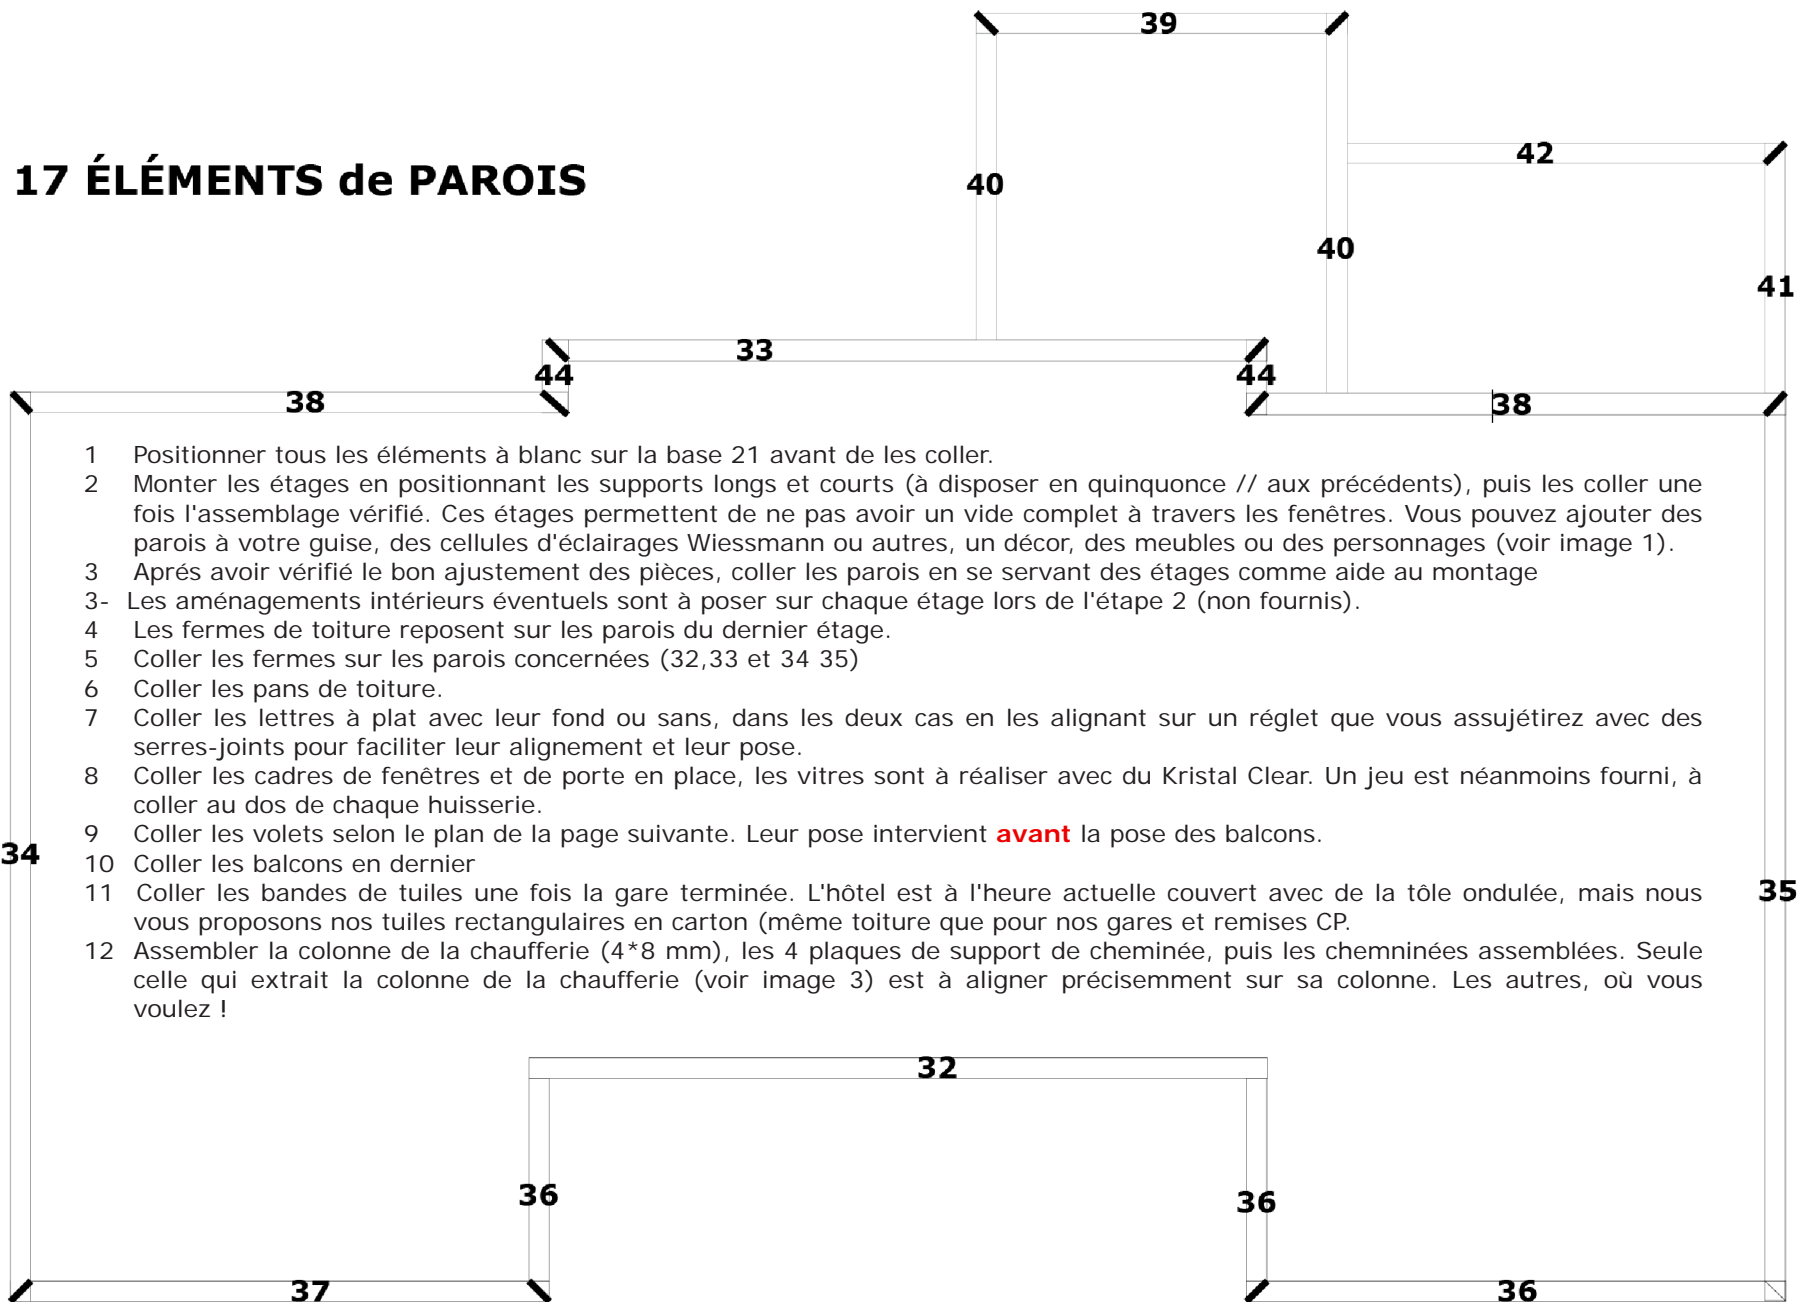 39
42
17 ÉLÉMENTS de PAROIS
40
40
41
33
44
44
38
38
1 Positionner tous les éléments à blanc sur la base 21 avant de les coller.
2 Monter les étages en positionnant les supports longs et courts (à disposer en quinquonce // aux précédents), puis les coller une
fois l'assemblage vérifié. Ces étages permettent de ne pas avoir un vide complet à travers les fenêtres. Vous pouvez ajouter des
parois à votre guise, des cellules d'éclairages Wiessmann ou autres, un décor, des meubles ou des personnages (voir image 1).
3 Aprés avoir vérifié le bon ajustement des pièces, coller les parois en se servant des étages comme aide au montage
3- Les aménagements intérieurs éventuels sont à poser sur chaque étage lors de l'étape 2 (non fournis).
4 Les fermes de toiture reposent sur les parois du dernier étage.
5 Coller les fermes sur les parois concernées (32,33 et 34 35)
6 Coller les pans de toiture.
7 Coller les lettres à plat avec leur fond ou sans, dans les deux cas en les alignant sur un réglet que vous assujétirez avec des
serres-joints pour faciliter leur alignement et leur pose.
8 Coller les cadres de fenêtres et de porte en place, les vitres sont à réaliser avec du Kristal Clear. Un jeu est néanmoins fourni, à
coller au dos de chaque huisserie.
9 Coller les volets selon le plan de la page suivante. Leur pose intervient avant la pose des balcons.
34
10 Coller les balcons en dernier
11 Coller les bandes de tuiles une fois la gare terminée. L'hôtel est à l'heure actuelle couvert avec de la tôle ondulée, mais nous
35
vous proposons nos tuiles rectangulaires en carton (même toiture que pour nos gares et remises CP.
12 Assembler la colonne de la chaufferie (4*8 mm), les 4 plaques de support de cheminée, puis les chemninées assemblées. Seule
celle qui extrait la colonne de la chaufferie (voir image 3) est à aligner précisemment sur sa colonne. Les autres, où vous
voulez !
32
36
36
37
36